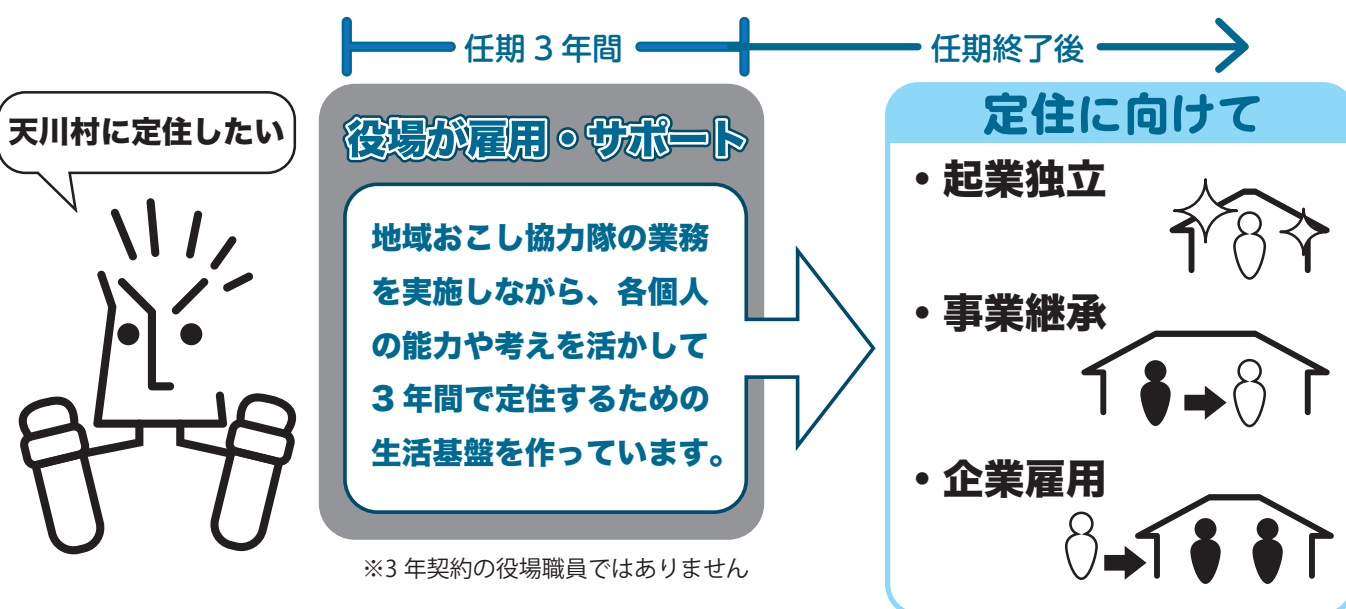 任期 3 年間
任期終了後
天川村に定住したい
役場が雇用・サポート
地域おこし協力隊の業務
を実施しながら、各個人
の能力や考えを活かして
3 年間で定住するための
生活基盤を作っています。
※3 年契約の役場職員ではありません
定住に向けて
・起業独立
・事業継承
・企業雇用